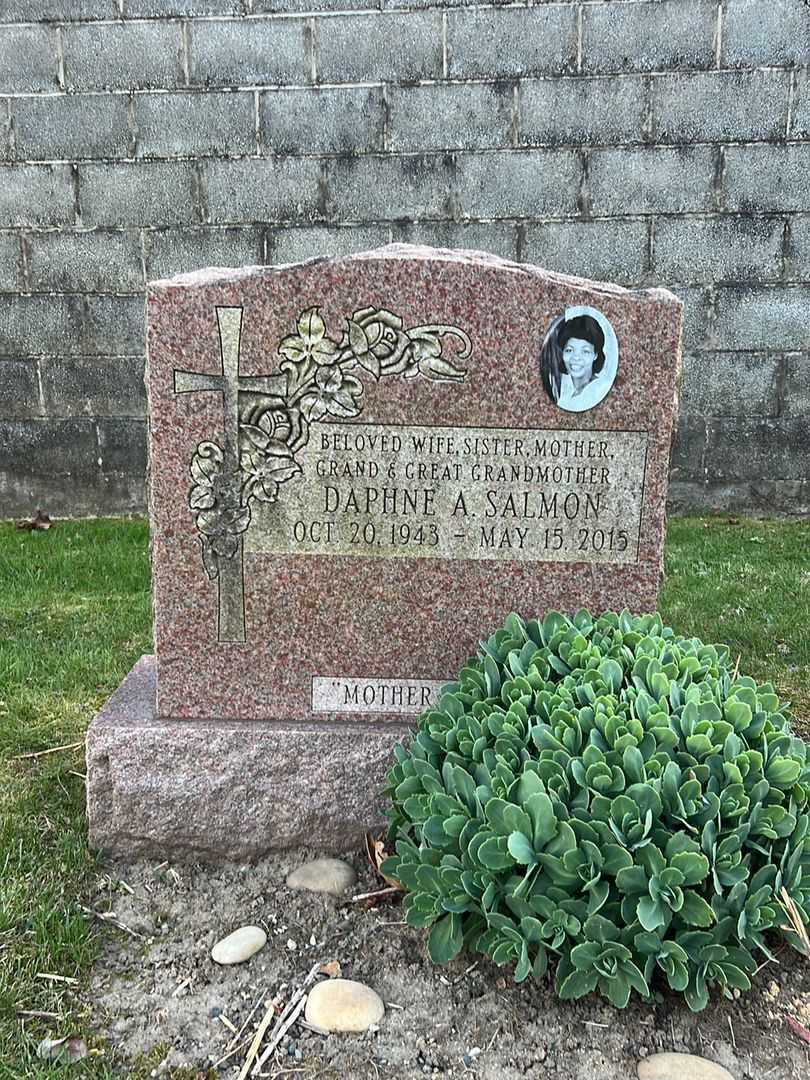 BELOVED WIFE, SISTER, MOTHER,
GRAND & GREAT GRANDMOTHER
DAPHNE A. SALMON
OCT. 20, 1943 – MAY 15, 2015
"MOTHER